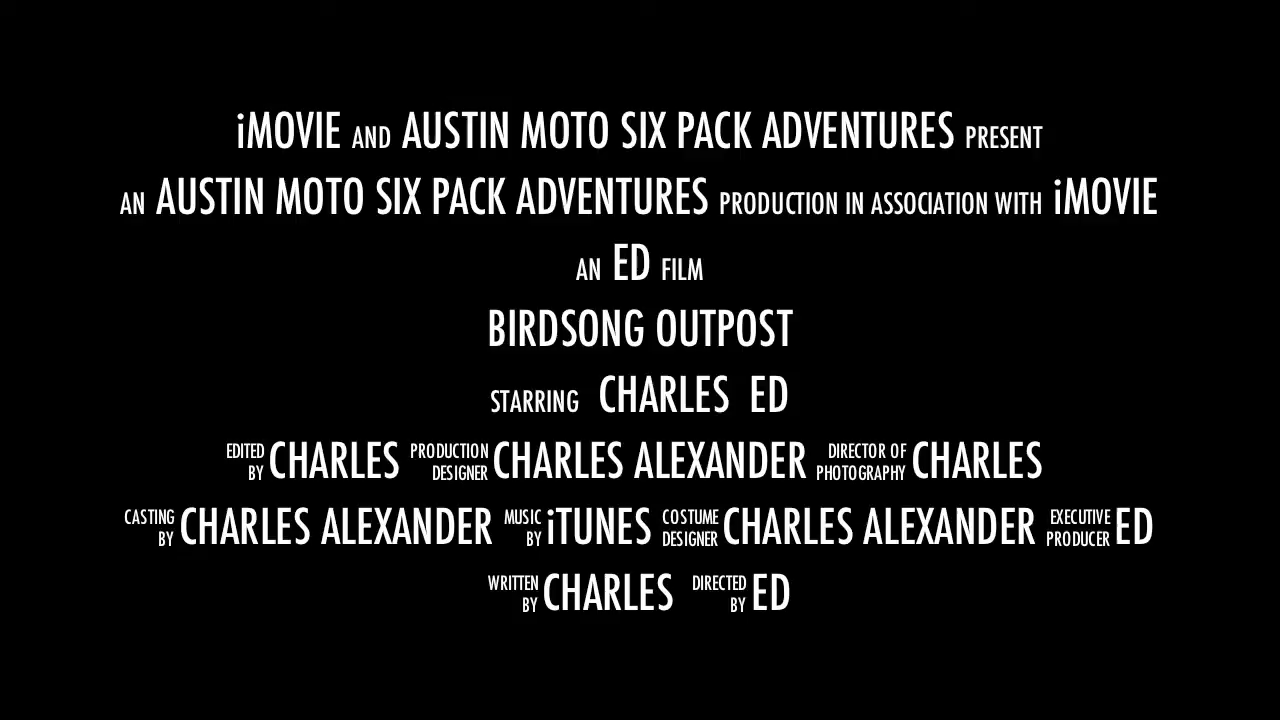 iMOVIE AND AUSTIN MOTO SIX PACK ADVENTURES PRESENT
AN AUSTIN MOTO SIX PACK ADVENTURES PRODUCTION IN ASSOCIATION WITH iMOVIE
AN ED FILM
BIRDSONG OUTPOST
STARRING CHARLES ED
EDITED BY CHARLES PRODUCTION DESIGNER CHARLES ALEXANDER DIRECTOR OF PHOTOGRAPHY CHARLES
CASTING BY CHARLES ALEXANDER MUSIC BY iTUNES COSTUME DESIGNER CHARLES ALEXANDER EXECUTIVE PRODUCER ED
WRITTEN BY CHARLES DIRECTED BY ED